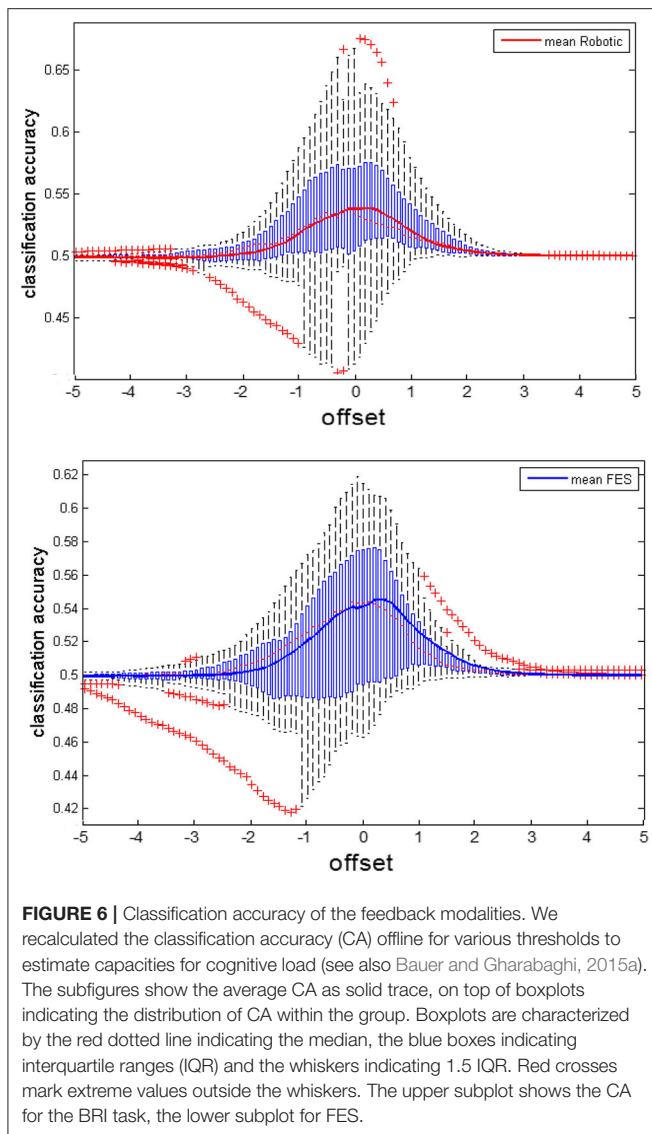 mean Robotic
0.65
0.6
0.55
0.5
0.45
classification accuracy
-5 -4 -3 -2 -1 0 1 2 3 4 5
offset
mean FES
0.62
0.6
0.58
0.56
0.54
0.52
0.5
0.48
0.46
0.44
0.42
classification accuracy
-5 -4 -3 -2 -1 0 1 2 3 4 5
offset
FIGURE 6 | Classification accuracy of the feedback modalities. We
recalculated the classification accuracy (CA) offline for various thresholds to
estimate capacities for cognitive load (see also Bauer and Gharabaghi, 2015a).
The subfigures show the average CA as solid trace, on top of boxplots
indicating the distribution of CA within the group. Boxplots are characterized
by the red dotted line indicating the median, the blue boxes indicating
interquartile ranges (IQR) and the whiskers indicating 1.5 IQR. Red crosses
mark extreme values outside the whiskers. The upper subplot shows the CA
for the BRI task, the lower subplot for FES.